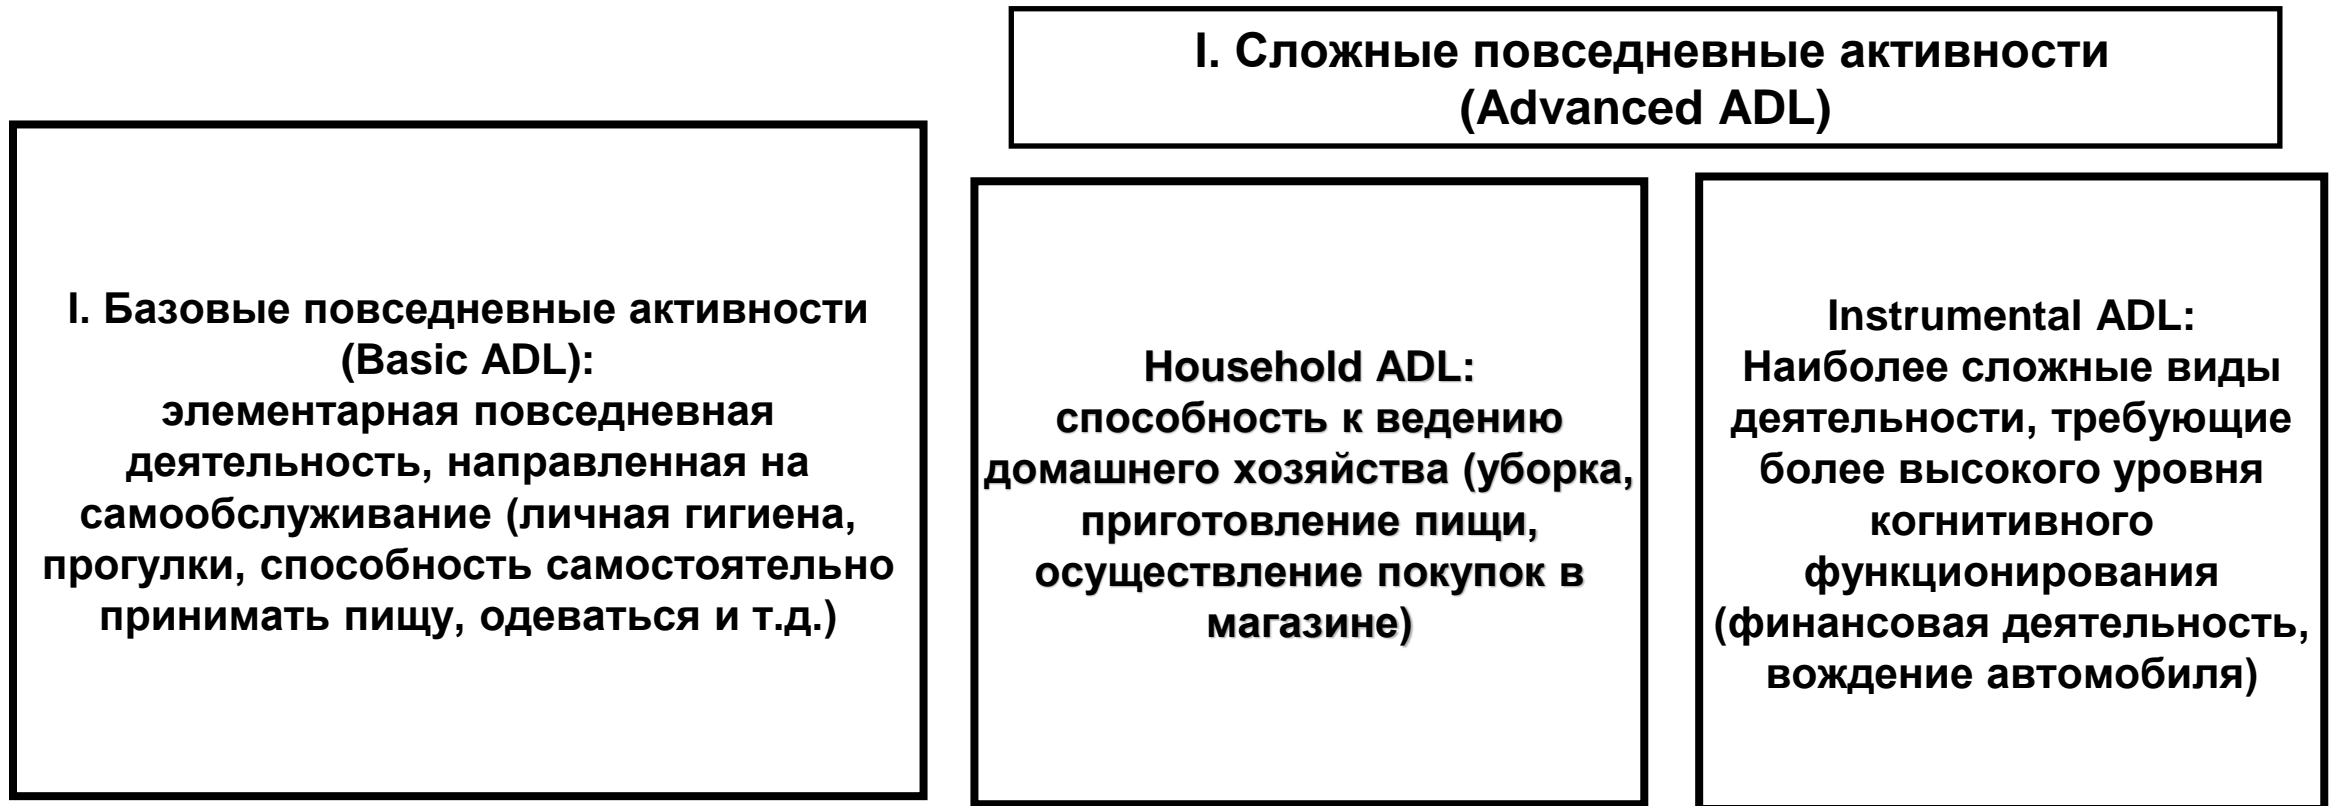 I. Сложные повседневные активности
(Advanced ADL)
I. Базовые повседневные активности
(Basic ADL):
элементарная повседневная
деятельность, направленная на
самообслуживание (личная гигиена,
прогулки, способность самостоятельно
принимать пищу, одеваться и т.д.)
Household ADL:
способность к ведению
домашнего хозяйства (уборка,
приготовление пищи,
осуществление покупок в
магазине)
Instrumental ADL:
Наиболее сложные виды
деятельности, требующие
более высокого уровня
когнитивного
функционирования
(финансовая деятельность,
вождение автомобиля)